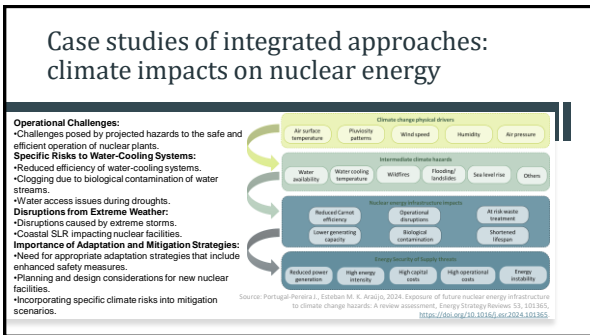 Case studies of integrated approaches:
climate impacts on nuclear energy
Operational Challenges:
•Challenges posed by projected hazards to the safe and
efficient operation of nuclear plants.
Specific Risks to Water-Cooling Systems:
•Reduced efficiency of water-cooling systems.
•Clogging due to biological contamination of water
streams.
•Water access issues during droughts.
Disruptions from Extreme Weather:
•Disruptions caused by extreme storms.
•Coastal SLR impacting nuclear facilities.
Importance of Adaptation and Mitigation Strategies:
•Need for appropriate adaptation strategies that include
enhanced safety measures.
•Planning and design considerations for new nuclear
facilities.
•Incorporating specific climate risks into mitigation
scenarios.
Climate change physical drivers
Air surface
temperature
Pluviosity
patterns
Wind speed
Humidity
Air pressure
Intermediate climate hazards
Water
availability
Water cooling
temperature
Wildfires
Flooding/
landslides
Sea level rise
Others
Nuclear energy infrastructure impacts
Reduced Carnot
efficiency
Operational
disruptions
At risk waste
treatment
Lower generating
capacity
Biological
contamination
Shortened
lifespan
Energy Security of Supply threats
Reduced power
generation
High energy
intensity
High capital
costs
High operational
costs
Energy
instability
Source: Portugal-Pereira J., Esteban M. K. Araújo, 2024. Exposure of future nuclear energy infrastructure
to climate change hazards: A review assessment, Energy Strategy Reviews 53, 101365,
https://doi.org/10.1016/j.esr.2024.101365.